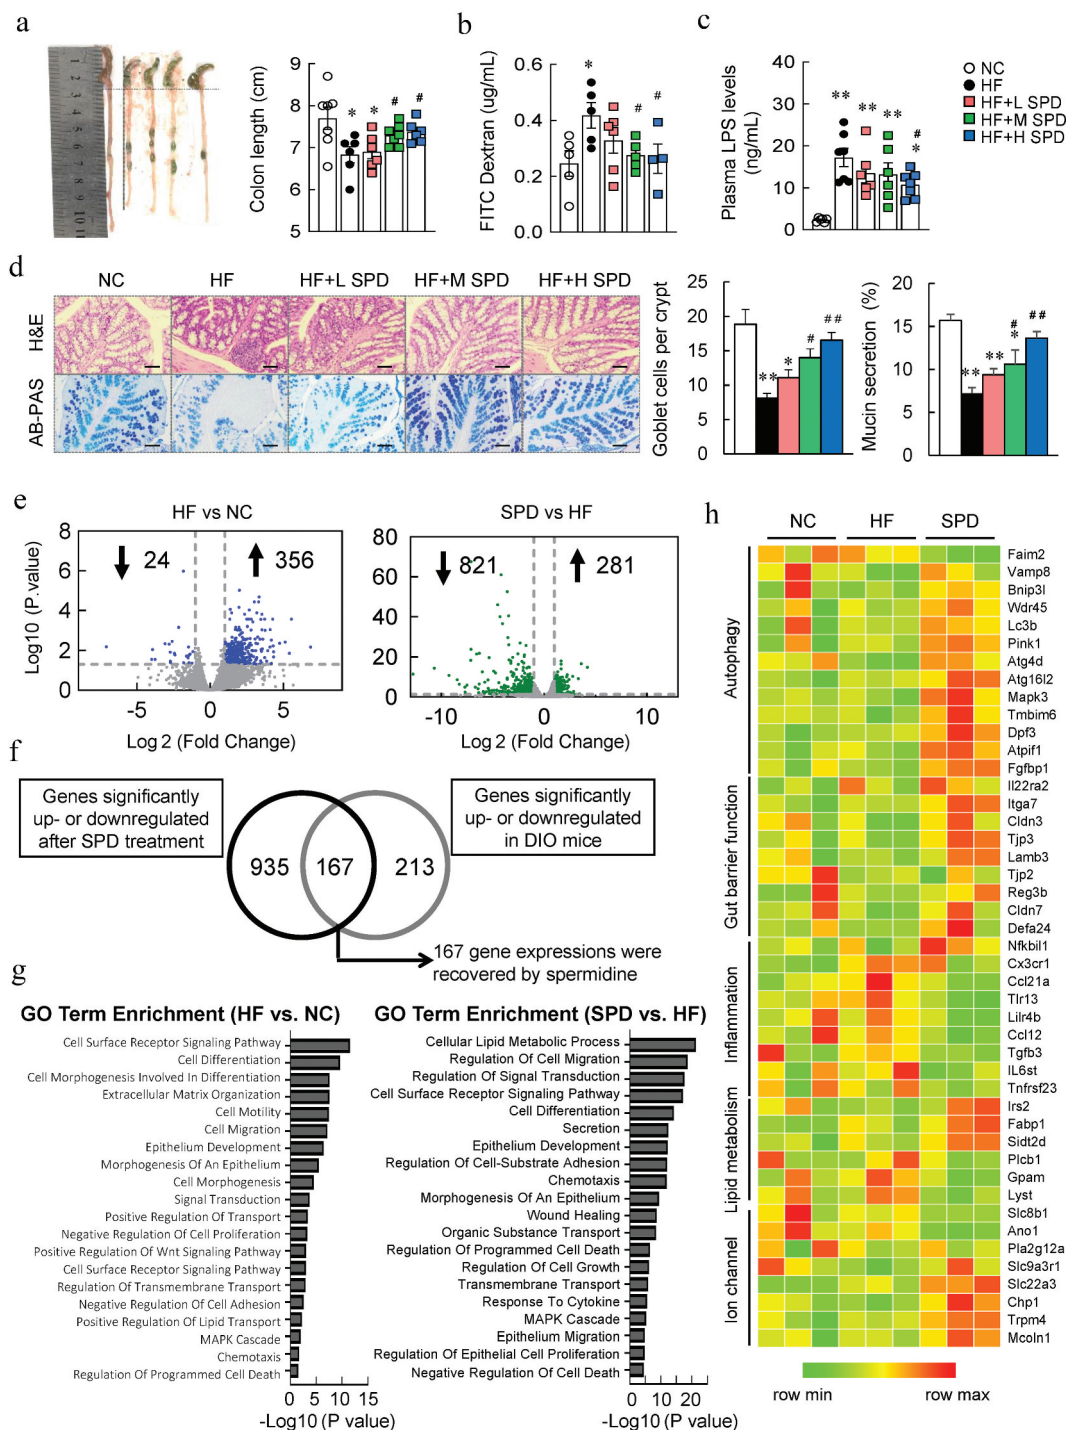 a
b
c
Colon length (cm)
9
8
7
6
5
* * # #
FITC Dextran (ug/mL)
0.6
0.4
0.2
0.0
* # #
Plasma LPS levels
(ng/mL)
40
30
20
10
0
** ** ** # *
NC
HF
HF+L SPD
HF+M SPD
HF+H SPD
1 2 3 4 5 6 7 8 9 10 11
d
NC HF HF+L SPD HF+M SPD HF+H SPD
H&E
AB-PAS
Goblet cells per crypt
25
20
15
10
5
0
** * # ##
Mucin secretion (%)
20
15
10
5
0
** ** # * ##
e
HF vs NC
24 356
Log10 (P.value)
8
6
4
2
0
-5 0 5
Log 2 (Fold Change)
SPD vs HF
821 281
80
60
40
20
0
-10 0 10
Log 2 (Fold Change)
f
Genes significantly
up- or downregulated
after SPD treatment
935 167 213
Genes significantly
up- or downregulated
in DIO mice
167 gene expressions were
recovered by spermidine
g
GO Term Enrichment (HF vs. NC)
Cell Surface Receptor Signaling Pathway
Cell Differentiation
Cell Morphogenesis Involved In Differentiation
Extracellular Matrix Organization
Cell Motility
Cell Migration
Epithelium Development
Morphogenesis Of An Epithelium
Cell Morphogenesis
Signal Transduction
Positive Regulation Of Transport
Negative Regulation Of Cell Proliferation
Positive Regulation Of Wnt Signaling Pathway
Cell Surface Receptor Signaling Pathway
Regulation Of Transmembrane Transport
Negative Regulation Of Cell Adhesion
Positive Regulation Of Lipid Transport
MAPK Cascade
Chemotaxis
Regulation Of Programmed Cell Death
0 5 10 15
-Log10 (P value)
GO Term Enrichment (SPD vs. HF)
Cellular Lipid Metabolic Process
Regulation Of Cell Migration
Regulation Of Signal Transduction
Cell Surface Receptor Signaling Pathway
Cell Differentiation
Secretion
Epithelium Development
Regulation Of Cell-Substrate Adhesion
Chemotaxis
Morphogenesis Of An Epithelium
Wound Healing
Organic Substance Transport
Regulation Of Programmed Cell Death
Regulation Of Cell Growth
Transmembrane Transport
Response To Cytokine
MAPK Cascade
Epithelium Migration
Regulation Of Epithelial Cell Proliferation
Negative Regulation Of Cell Death
0 5 10 15 20
-Log10 (P value)
h
NC HF SPD
Autophagy
Faim2
Vamp8
Bnip3l
Wdr45
Lc3b
Pink1
Atg4d
Atg16l2
Mapk3
Tmbim6
Dpf3
Atpif1
Fgfbp1
Gut barrier function
Il22ra2
Itga7
Cldn3
Tjp3
Lamb3
Tjp2
Reg3b
Cldn7
Defa24
Inflammation
Nfkbil1
Cx3cr1
Ccl21a
Tlr13
Lilr4b
Ccl12
Tgfb3
IL6st
Tnfrsf23
Lipid metabolism
Irs2
Fabp1
Sidt2d
Plcb1
Gpam
Lyst
Ion channel
Slc8b1
Ano1
Pla2g12a
Slc9a3r1
Slc22a3
Chp1
Trpm4
Mcoln1
row min row max